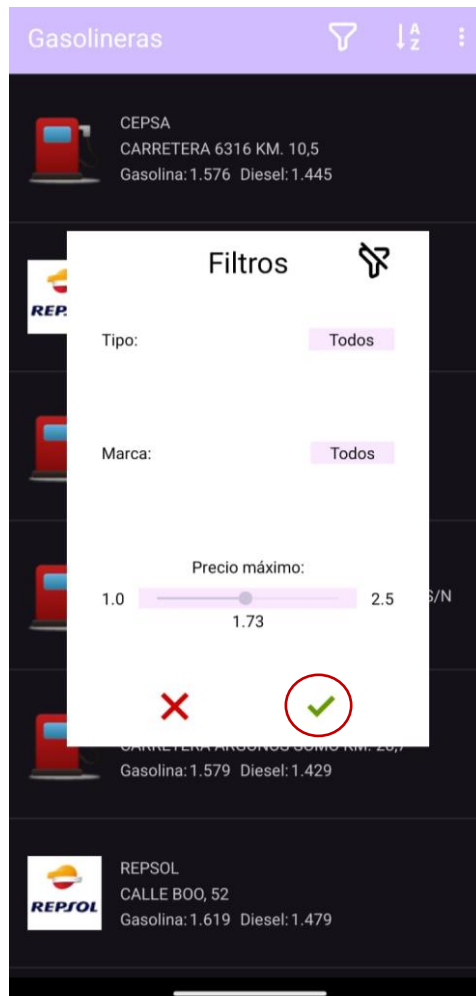 Gasolineras
A
Z
CEPSA
CARRETERA 6316 KM. 10,5
Gasolina: 1.576 Diesel: 1.445
Filtros
Tipo:
Todos
Marca:
Todos
Precio máximo:
1.0
2.5
S/N
1.73
Gasolina: 1.579 Diesel: 1.429
REPSOL
REPSOL
CALLE BOO, 52
Gasolina: 1.619 Diesel: 1.479